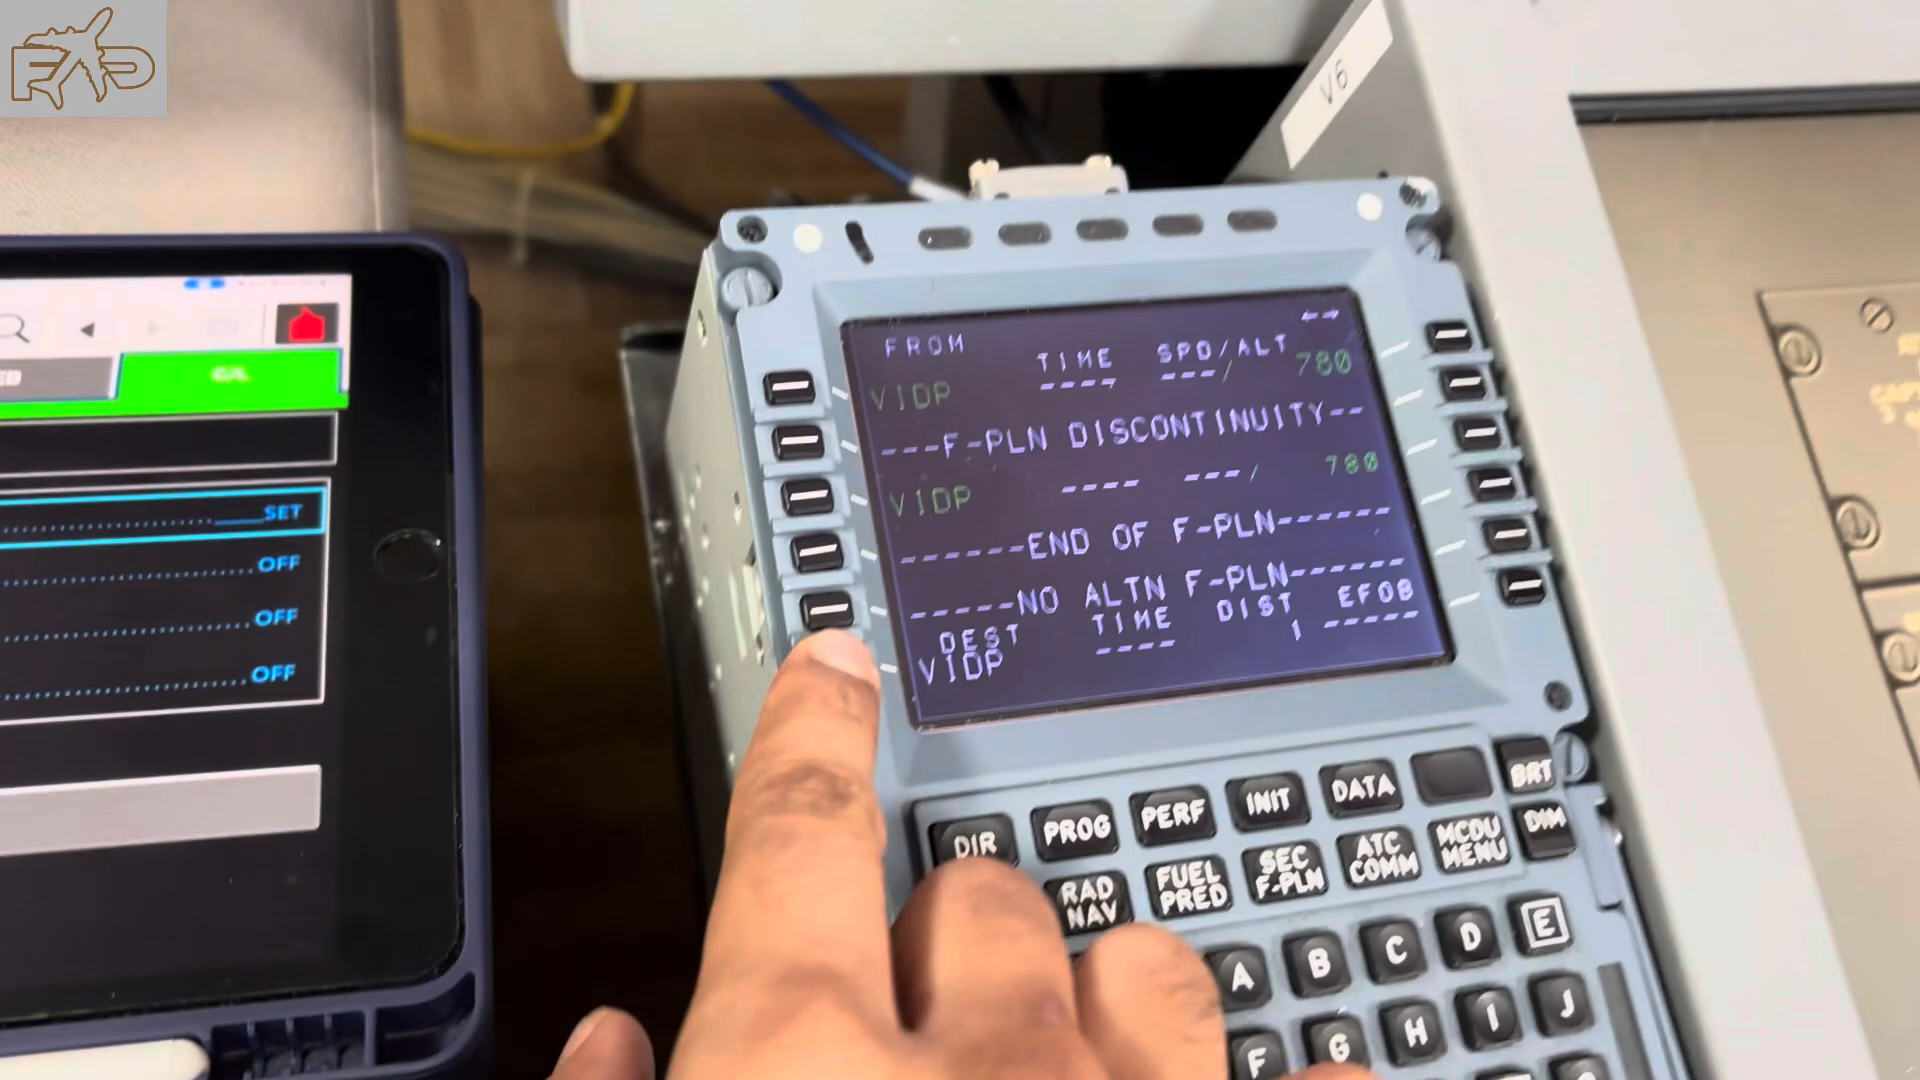 FAD
V6
SET
OFF
OFF
OFF
FROM
TIME SPD/ALT
VIDP ---- ---/ 780
---F-PLN DISCONTINUITY--
VIDP ---- ---/ 780
------END OF F-PLN------
-----NO ALTN F-PLN------
DEST TIME DIST EFOB
VIDP ---- 1 -----
DIR PROG PERF INIT DATA BRT
RAD NAV FUEL PRED SEC F-PLN ATC COMM MCDU MENU DIM
A B C D E
F G H I J